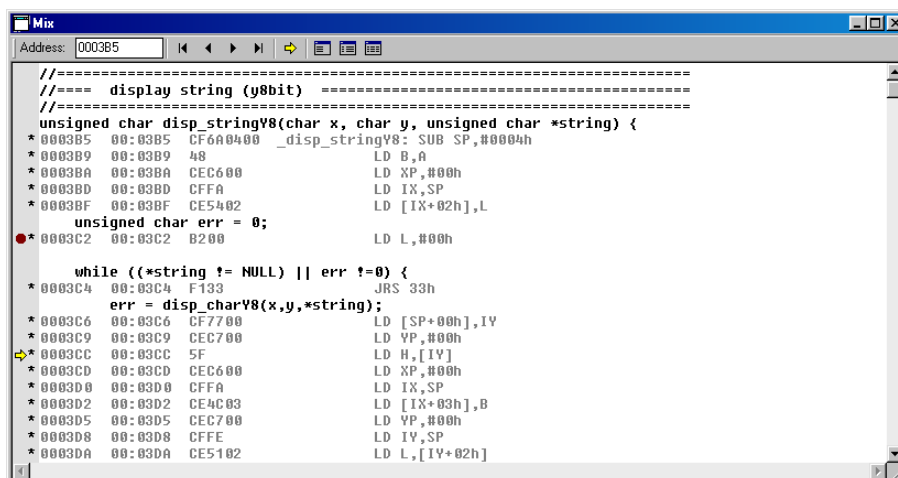 Mix
Address: 0003B5
//=========================================================================
//==== display string (y8bit) ==========================================
//=========================================================================
unsigned char disp_stringY8(char x, char y, unsigned char *string) {
* 0003B5 00:03B5 CF6A0400 _disp_stringY8: SUB SP,#0004h
* 0003B9 00:03B9 48 LD B,A
* 0003BA 00:03BA CEC600 LD XP,#00h
* 0003BD 00:03BD CFFA LD IX,SP
* 0003BF 00:03BF CE5402 LD [IX+02h],L
unsigned char err = 0;
* 0003C2 00:03C2 B200 LD L,#00h
while ((*string != NULL) || err !=0) {
* 0003C4 00:03C4 F133 JRS 33h
err = disp_charY8(x,y,*string);
* 0003C6 00:03C6 CF7700 LD [SP+00h],IY
* 0003C9 00:03C9 CEC700 LD YP,#00h
* 0003CC 00:03CC 5F LD H,[IY]
* 0003CD 00:03CD CEC600 LD XP,#00h
* 0003D0 00:03D0 CFFA LD IX,SP
* 0003D2 00:03D2 CE4C03 LD [IX+03h],B
* 0003D5 00:03D5 CEC700 LD YP,#00h
* 0003D8 00:03D8 CFFE LD IY,SP
* 0003DA 00:03DA CE5102 LD L,[IY+02h]